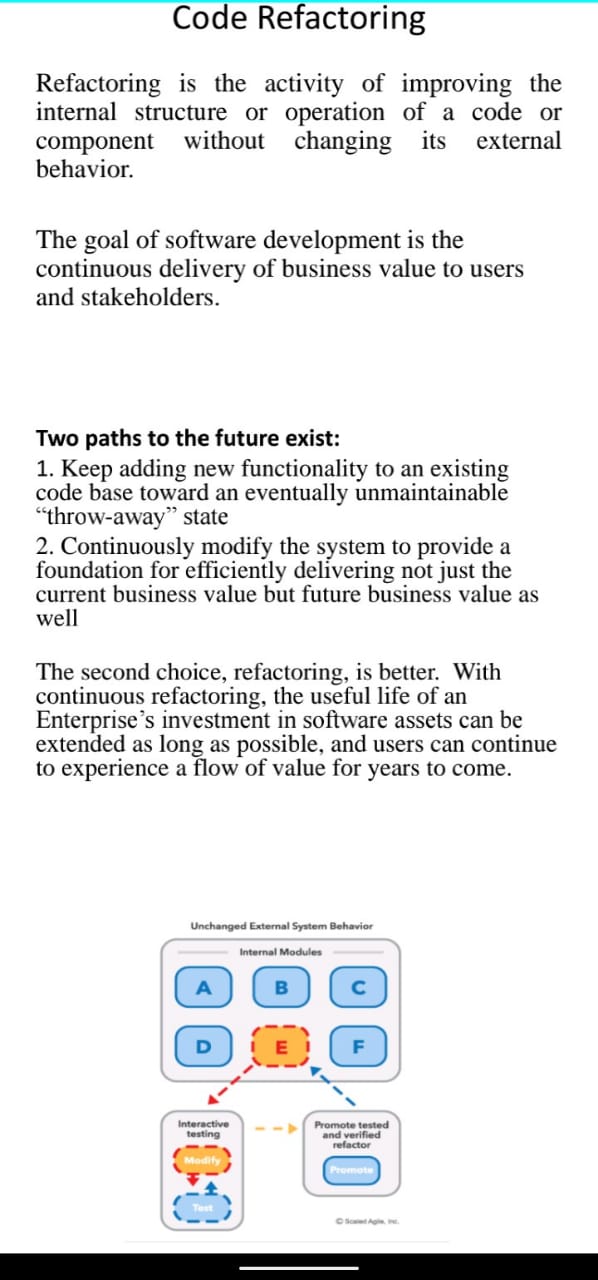 Code Refactoring
Refactoring is the activity of improving the
internal structure or operation of a code or
component without changing its external
behavior.
The goal of software development is the
continuous delivery of business value to users
and stakeholders.
Two paths to the future exist:
1. Keep adding new functionality to an existing
code base toward an eventually unmaintainable
“throw-away” state
2. Continuously modify the system to provide a
foundation for efficiently delivering not just the
current business value but future business value as
well
The second choice, refactoring, is better. With
continuous refactoring, the useful life of an
Enterprise’s investment in software assets can be
extended as long as possible, and users can continue
to experience a flow of value for years to come.
Unchanged External System Behavior
Internal Modules
A B C
D E F
Interactive
testing
Modify
Test
Promote tested
and verified
refactor
Promote
© Scaled Agile, Inc.